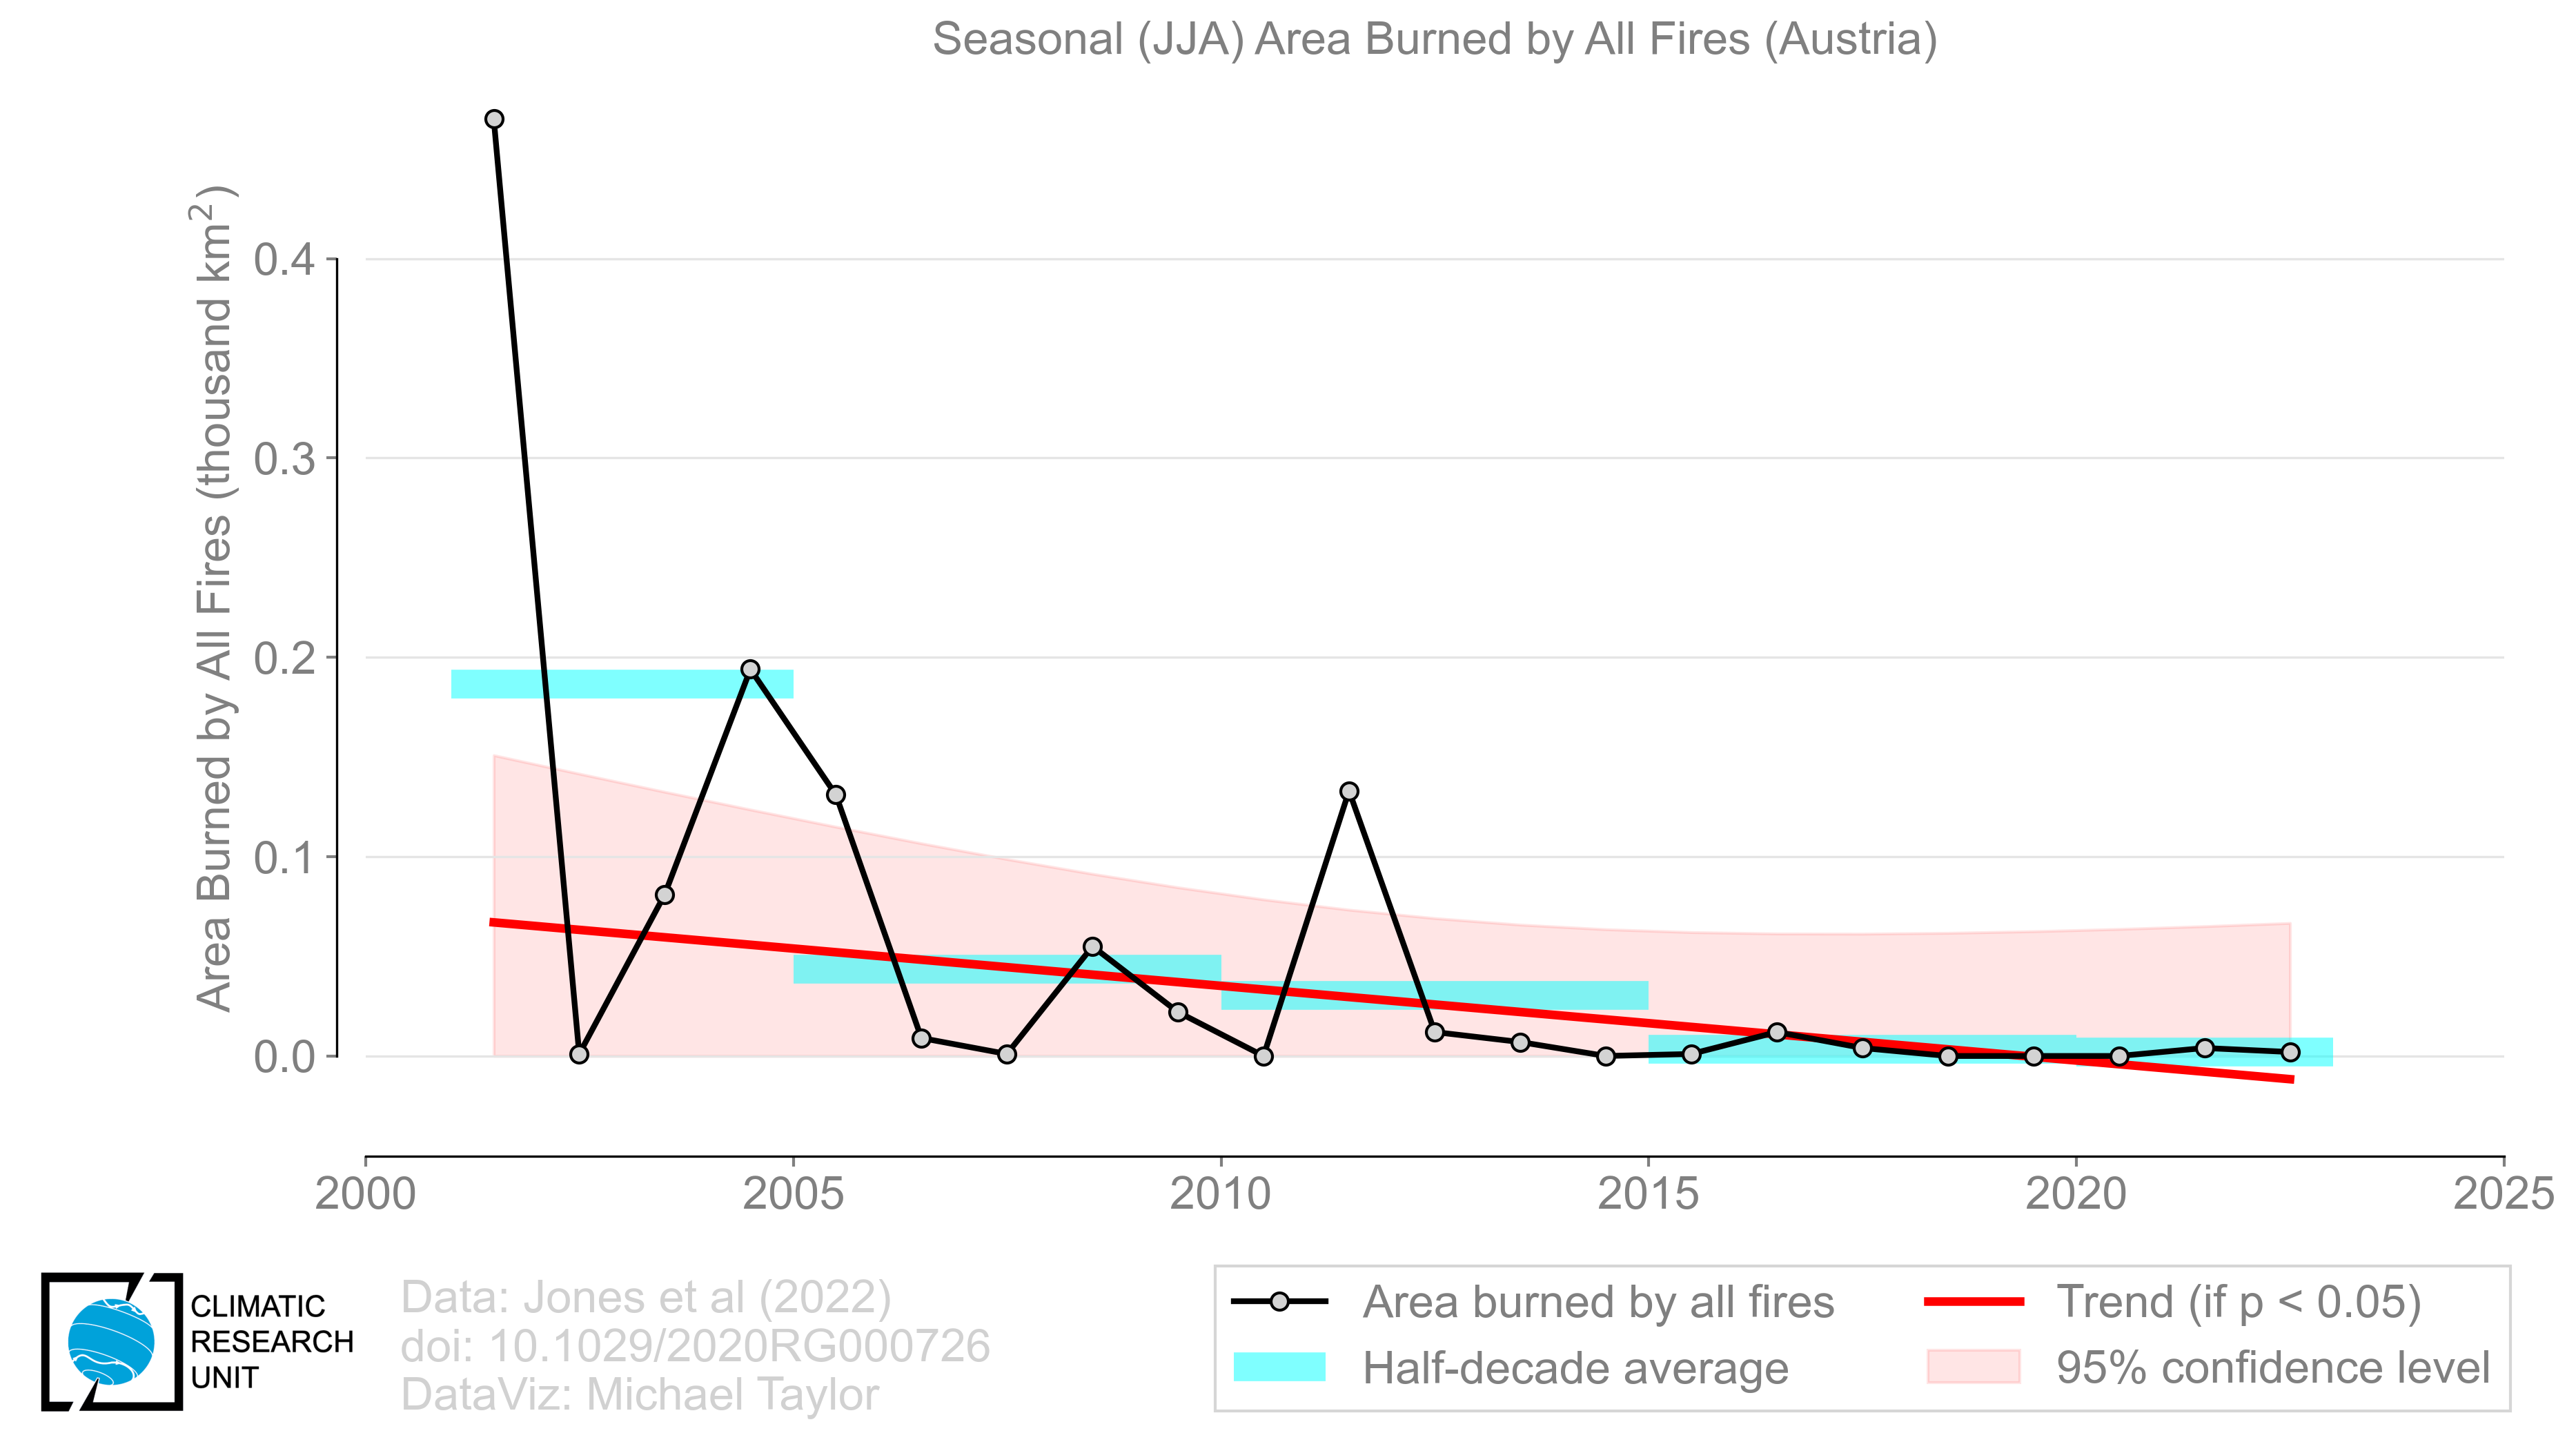 Seasonal (JJA) Area Burned by All Fires (Austria)
Area Burned by All Fires (thousand km²)
0.4
0.3
0.2
0.1
0.0
2000 2005 2010 2015 2020 2025
CLIMATIC
RESEARCH
UNIT
Data: Jones et al (2022)
doi: 10.1029/2020RG000726
DataViz: Michael Taylor
Area burned by all fires
Half-decade average
Trend (if p < 0.05)
95% confidence level